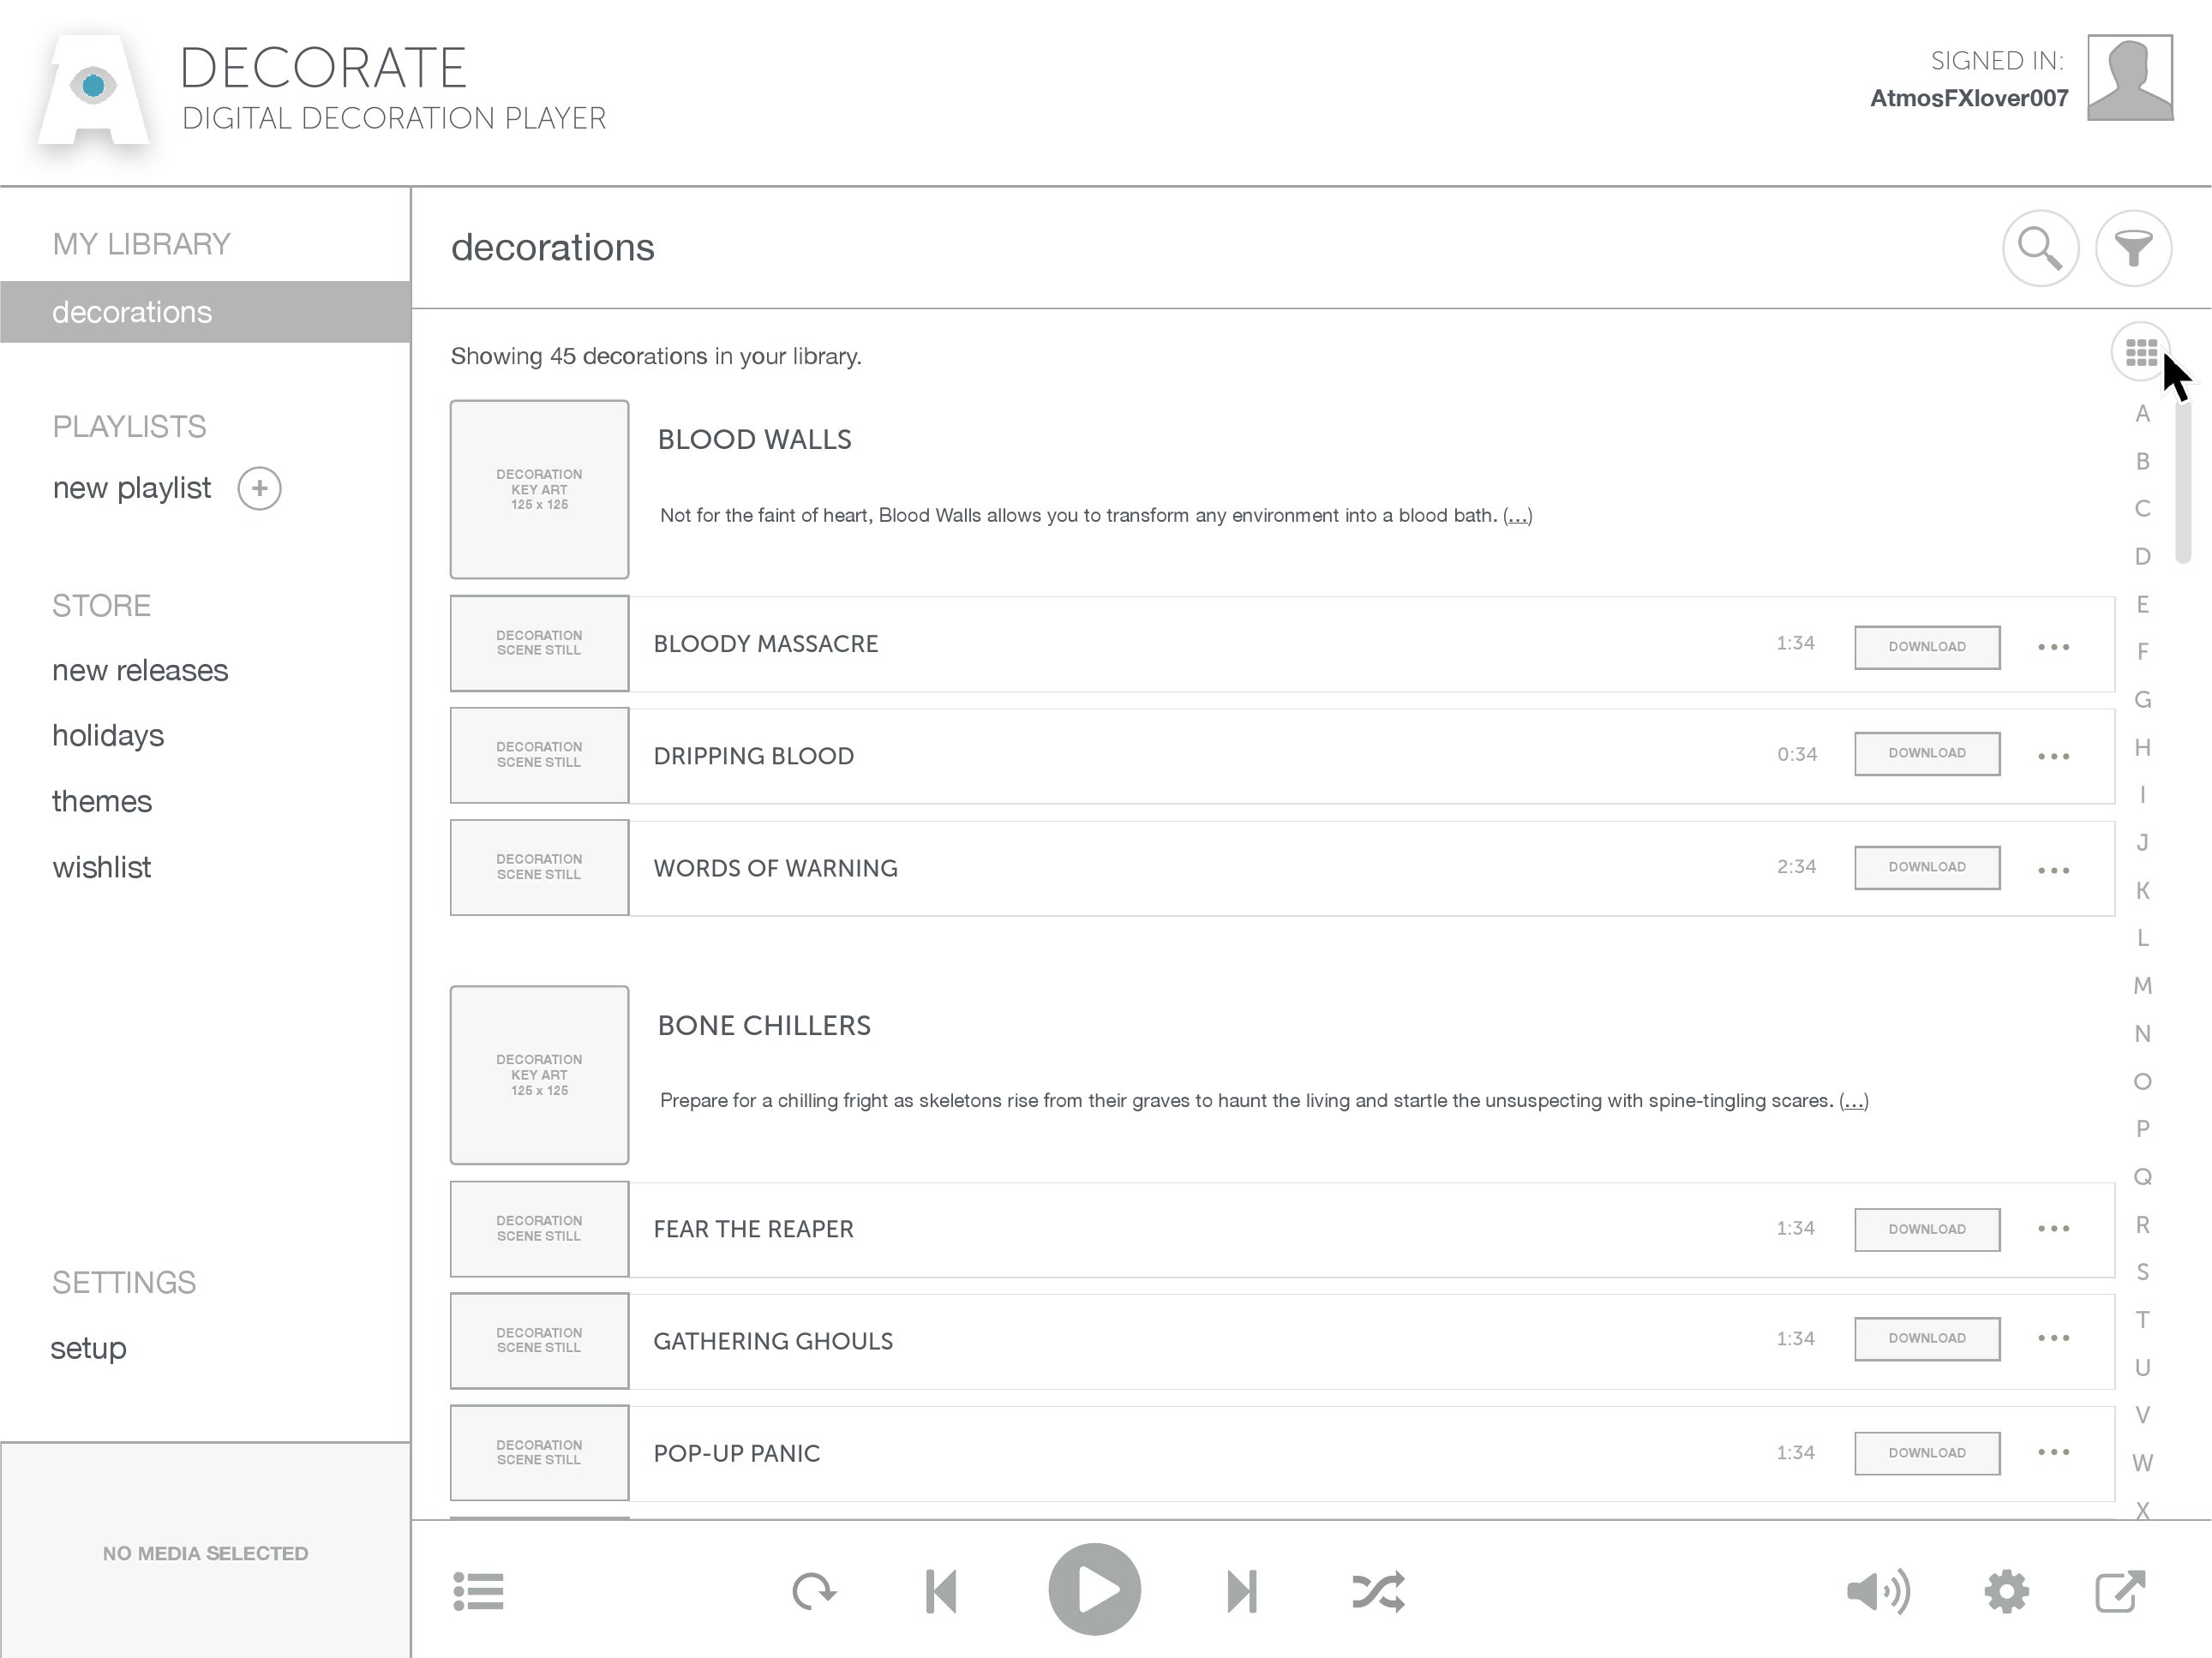 DECORATE
DIGITAL DECORATION PLAYER
SIGNED IN:
AtmosFXlover007
MY LIBRARY
decorations
PLAYLISTS
new playlist
STORE
new releases
holidays
themes
wishlist
SETTINGS
setup
NO MEDIA SELECTED
decorations
Showing 45 decorations in your library.
DECORATION
KEY ART
125 x 125
BLOOD WALLS
Not for the faint of heart, Blood Walls allows you to transform any environment into a blood bath. (...)
DECORATION
SCENE STILL
BLOODY MASSACRE
1:34
DOWNLOAD
DECORATION
SCENE STILL
DRIPPING BLOOD
0:34
DOWNLOAD
DECORATION
SCENE STILL
WORDS OF WARNING
2:34
DOWNLOAD
DECORATION
KEY ART
125 x 125
BONE CHILLERS
Prepare for a chilling fright as skeletons rise from their graves to haunt the living and startle the unsuspecting with spine-tingling scares. (...)
DECORATION
SCENE STILL
FEAR THE REAPER
1:34
DOWNLOAD
DECORATION
SCENE STILL
GATHERING GHOULS
1:34
DOWNLOAD
DECORATION
SCENE STILL
POP-UP PANIC
1:34
DOWNLOAD
A
B
C
D
E
F
G
H
I
J
K
L
M
N
O
P
Q
R
S
T
U
V
W
X